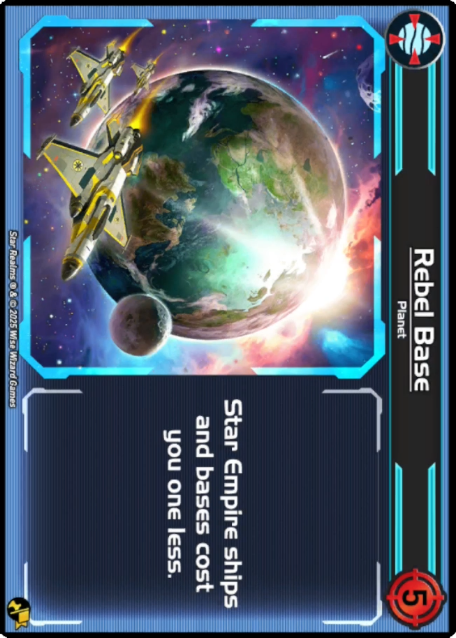 Rebel Base
Planet
5
Star Empire ships
and bases cost
you one less.
Star Realms ® & © 2025 Wise Wizard Games